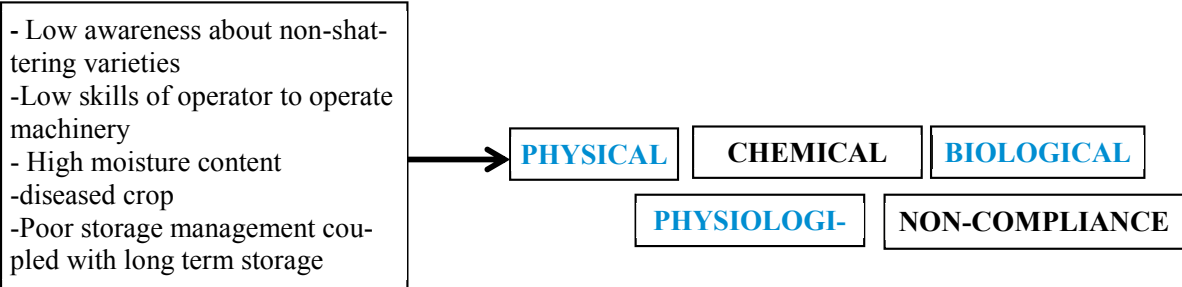 - Low awareness about non-shat-
tering varieties
-Low skills of operator to operate
machinery
- High moisture content
-diseased crop
-Poor storage management cou-
pled with long term storage
PHYSICAL
CHEMICAL
BIOLOGICAL
PHYSIOLOGI-
NON-COMPLIANCE